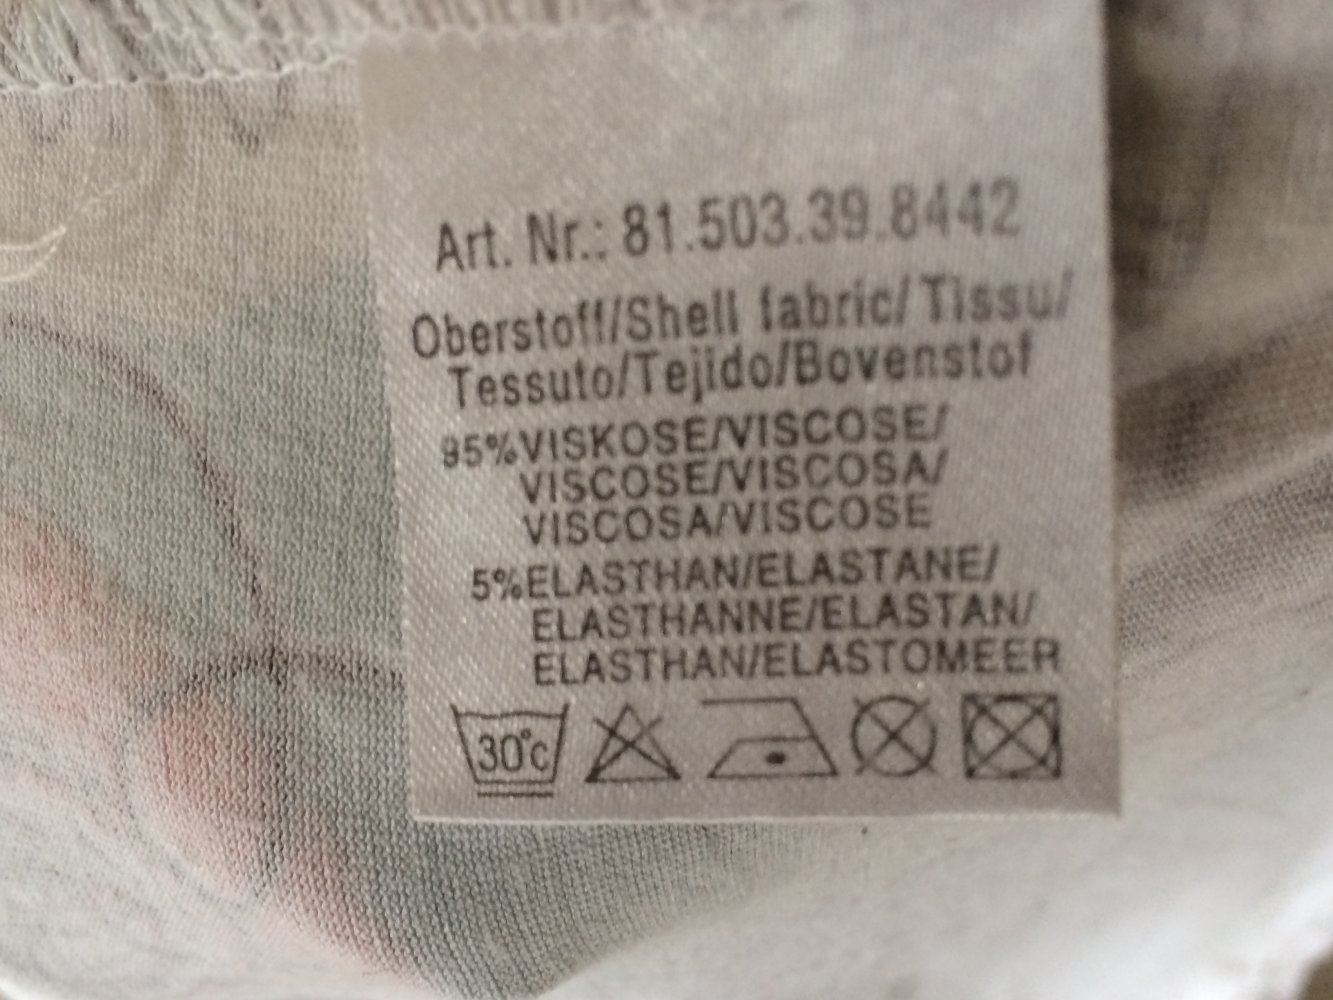 Art. Nr.: 81.503.39.8442
Oberstoff/Shell fabric/Tissu/
Tessuto/Tejido/Bovenstof
95%VISKOSE/VISCOSE/
VISCOSE/VISCOSA/
VISCOSA/VISCOSE
5%ELASTHAN/ELASTANE/
ELASTHANNE/ELASTAN/
ELASTHAN/ELASTOMEER
30°c